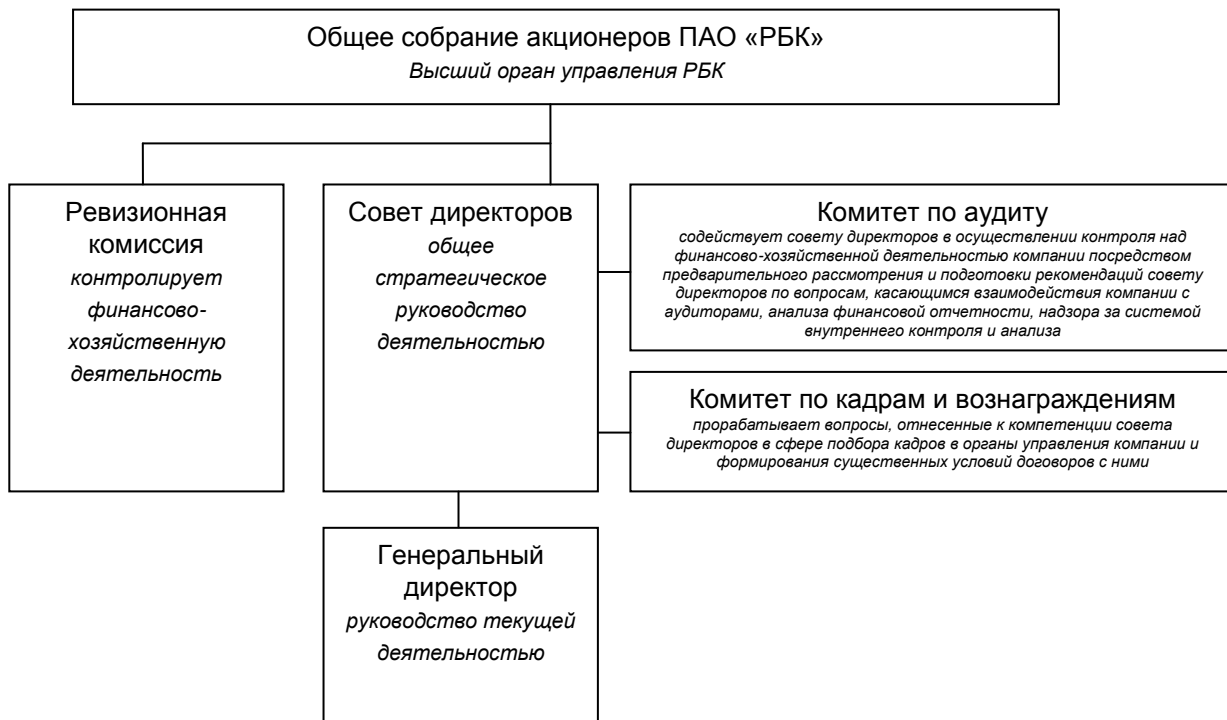 Общее собрание акционеров ПАО «РБК»
Высший орган управления РБК
Ревизионная
комиссия
контролирует
финансово-
хозяйственную
деятельность
Совет директоров
общее
стратегическое
руководство
деятельностью
Комитет по аудиту
содействует совету директоров в осуществлении контроля над
финансово-хозяйственной деятельностью компании посредством
предварительного рассмотрения и подготовки рекомендаций совету
директоров по вопросам, касающимся взаимодействия компании с
аудиторами, анализа финансовой отчетности, надзора за системой
внутреннего контроля и анализа
Комитет по кадрам и вознаграждениям
прорабатывает вопросы, отнесенные к компетенции совета
директоров в сфере подбора кадров в органы управления компании и
формирования существенных условий договоров с ними
Генеральный
директор
руководство текущей
деятельностью